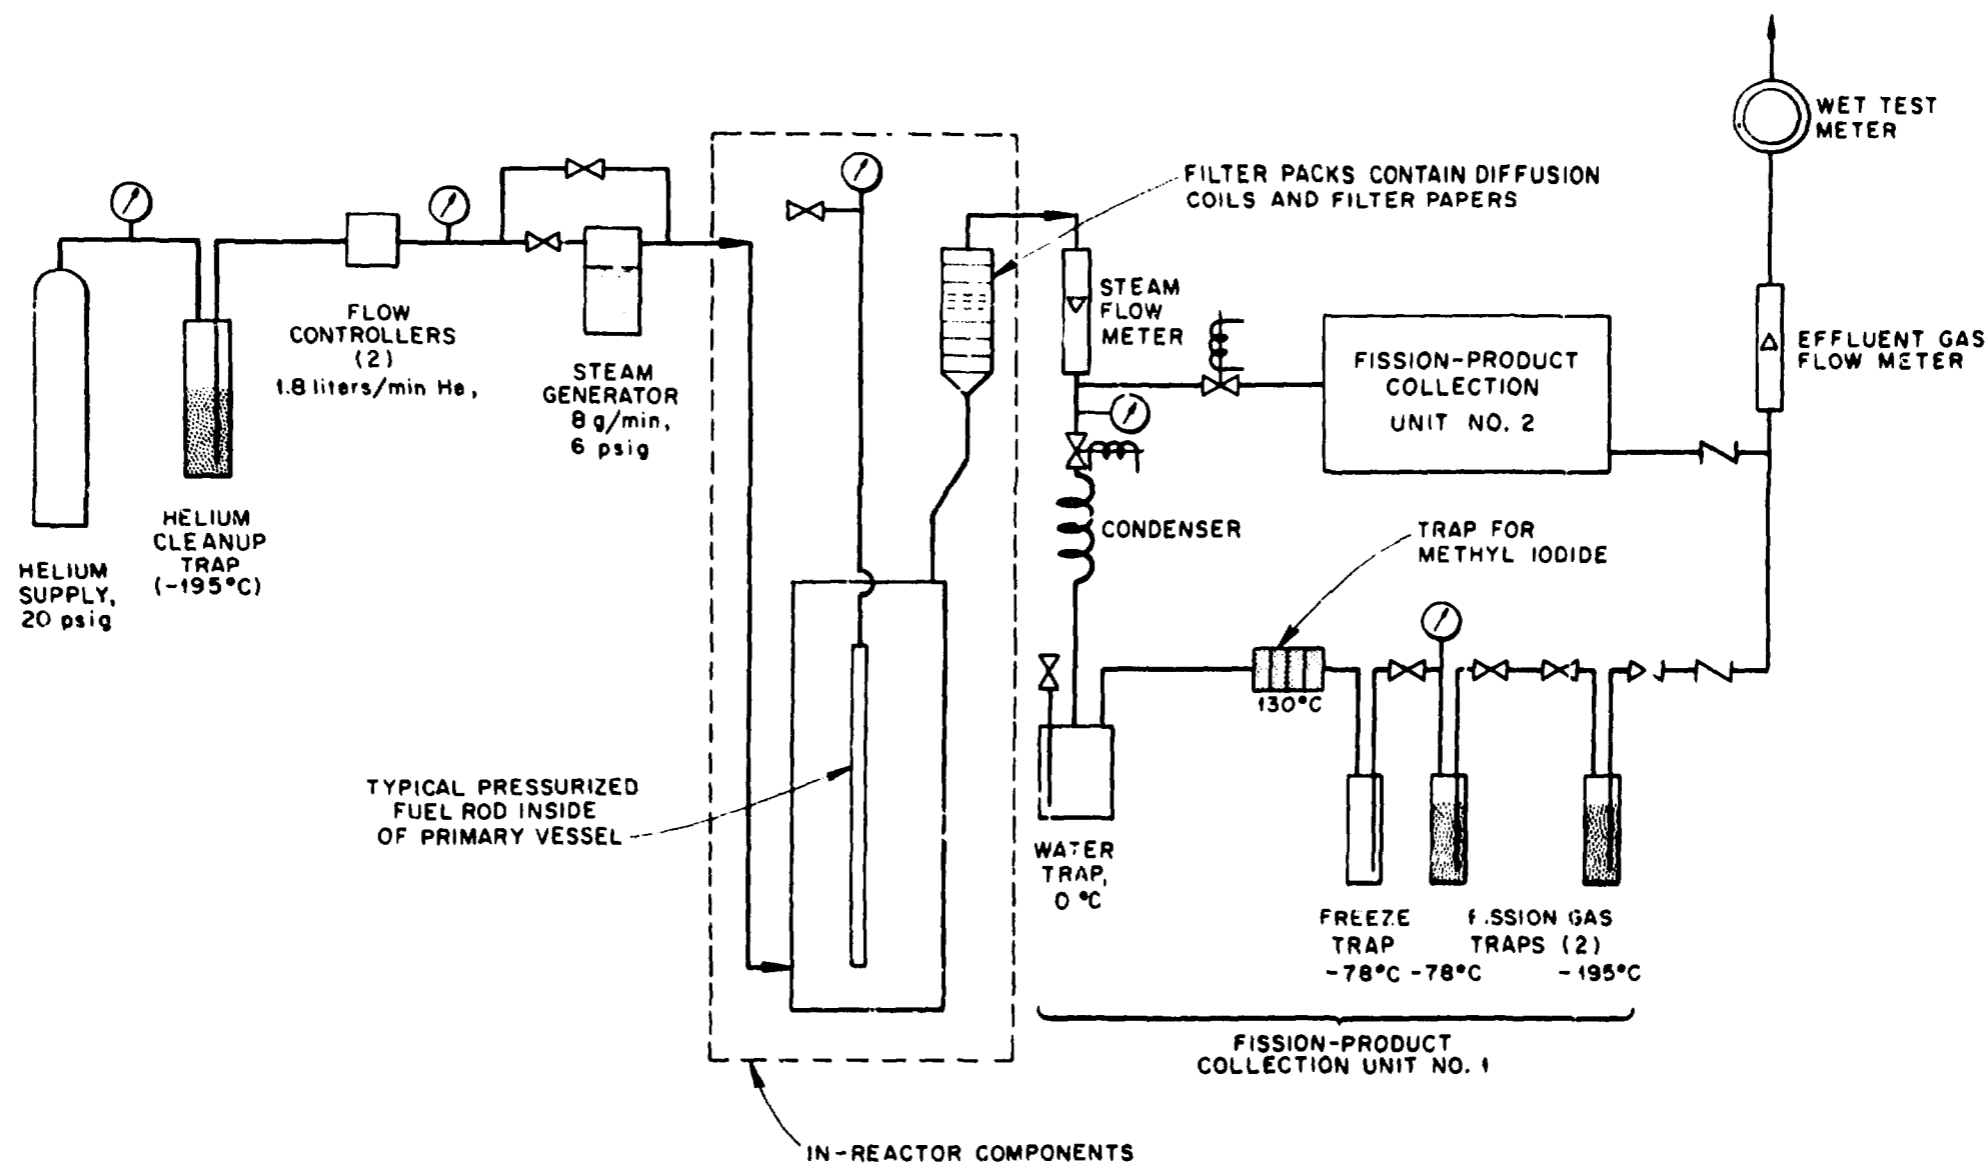 WET TEST
METER
FILTER PACKS CONTAIN DIFFUSION
COILS AND FILTER PAPERS
STEAM
FLOW
METER
FLOW
CONTROLLERS
(2)
1.8 liters/min He,
STEAM
GENERATOR
8 g/min,
6 psig
FISSION-PRODUCT
COLLECTION
UNIT NO. 2
EFFLUENT GAS
FLOW METER
HELIUM
CLEANUP
TRAP
(-195°C)
HELIUM
SUPPLY,
20 psig
CONDENSER
TRAP FOR
METHYL IODIDE
130°C
TYPICAL PRESSURIZED
FUEL ROD INSIDE
OF PRIMARY VESSEL
WATER
TRAP,
0 °C
FREEZE
TRAP
-78°C
FISSION GAS
TRAPS (2)
-78°C
-195°C
FISSION-PRODUCT
COLLECTION UNIT NO. 1
IN-REACTOR COMPONENTS